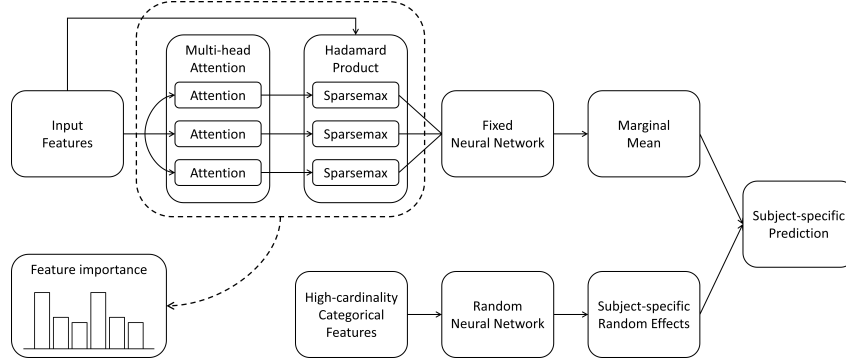 Multi-head
Attention
Hadamard
Product
Attention
Sparsemax
Input
Features
Attention
Sparsemax
Fixed
Neural Network
Marginal
Mean
Attention
Sparsemax
Subject-specific
Prediction
Feature importance
High-cardinality
Categorical
Features
Random
Neural Network
Subject-specific
Random Effects